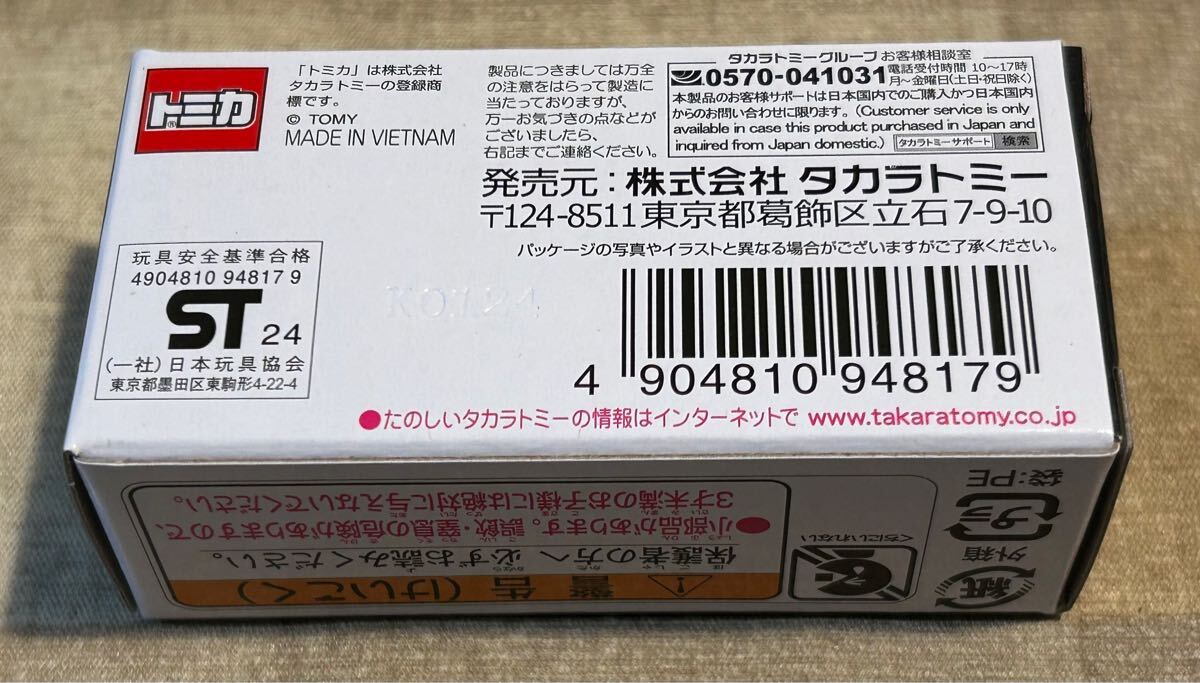 トミカ®
「トミカ」は株式会社
タカラトミーの登録商
標です。
© TOMY
MADE IN VIETNAM
製品につきましては万全
の注意をはらって製造に
当たっておりますが、
万一お気づきの点などが
ございましたら、
右記までご連絡ください。
タカラトミーグループ お客様相談室
0570-041031 電話受付時間 10〜17時
月〜金曜日(土日・祝日除く)
本製品のお客様サポートは日本国内でのご購入かつ日本国内
からのお問い合わせに限ります。(Customer service is only
available in case this product purchased in Japan and
inquired from Japan domestic.) タカラトミーサポート 検索
発売元：株式会社 タカラトミー
〒124-8511 東京都葛飾区立石7-9-10
パッケージの写真やイラストと異なる場合がございますがご了承ください。
玩具安全基準合格
4904810 94817 9
ST 24
(一社)日本玩具協会
東京都墨田区東駒形4-22-4
4 904810 948179
●たのしいタカラトミーの情報はインターネットで www.takaratomy.co.jp
警告(けいこく)
保護者の方へ 必ずお読みください。
●小部品があります。誤飲・窒息の危険がありますので、
3才未満のお子様には絶対に与えないでください。
くちにいれない
外箱
紙
プラ
袋:PE